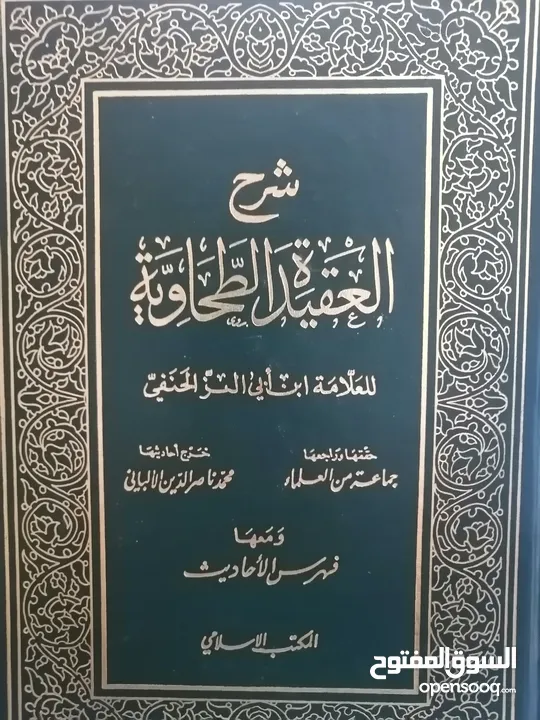 شرح
العقيدة الطحاوية
للعلامة ابن أبي العز الحنفي
حققها وراجعها
جماعة من العلماء
خرج أحاديثها
محمد ناصر الدين الألباني
ومعها
فهرس الأحاديث
المكتب الاسلامي
السوق المفتوح
opensooq.com